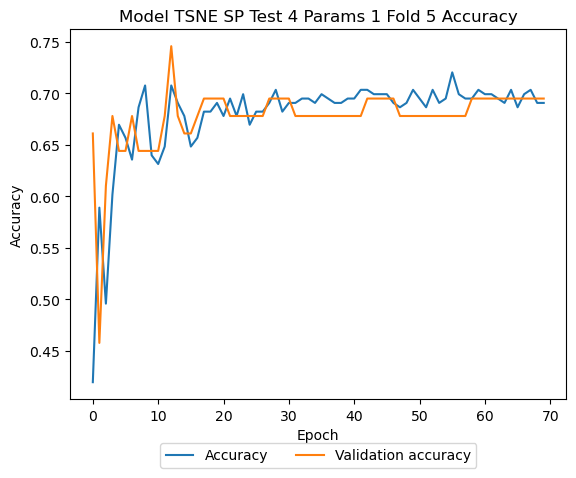 Model TSNE SP Test 4 Params 1 Fold 5 Accuracy
0.75
0.70
0.65
0.60
0.55
0.50
0.45
Accuracy
0 10 20 30 40 50 60 70
Epoch
Accuracy Validation accuracy